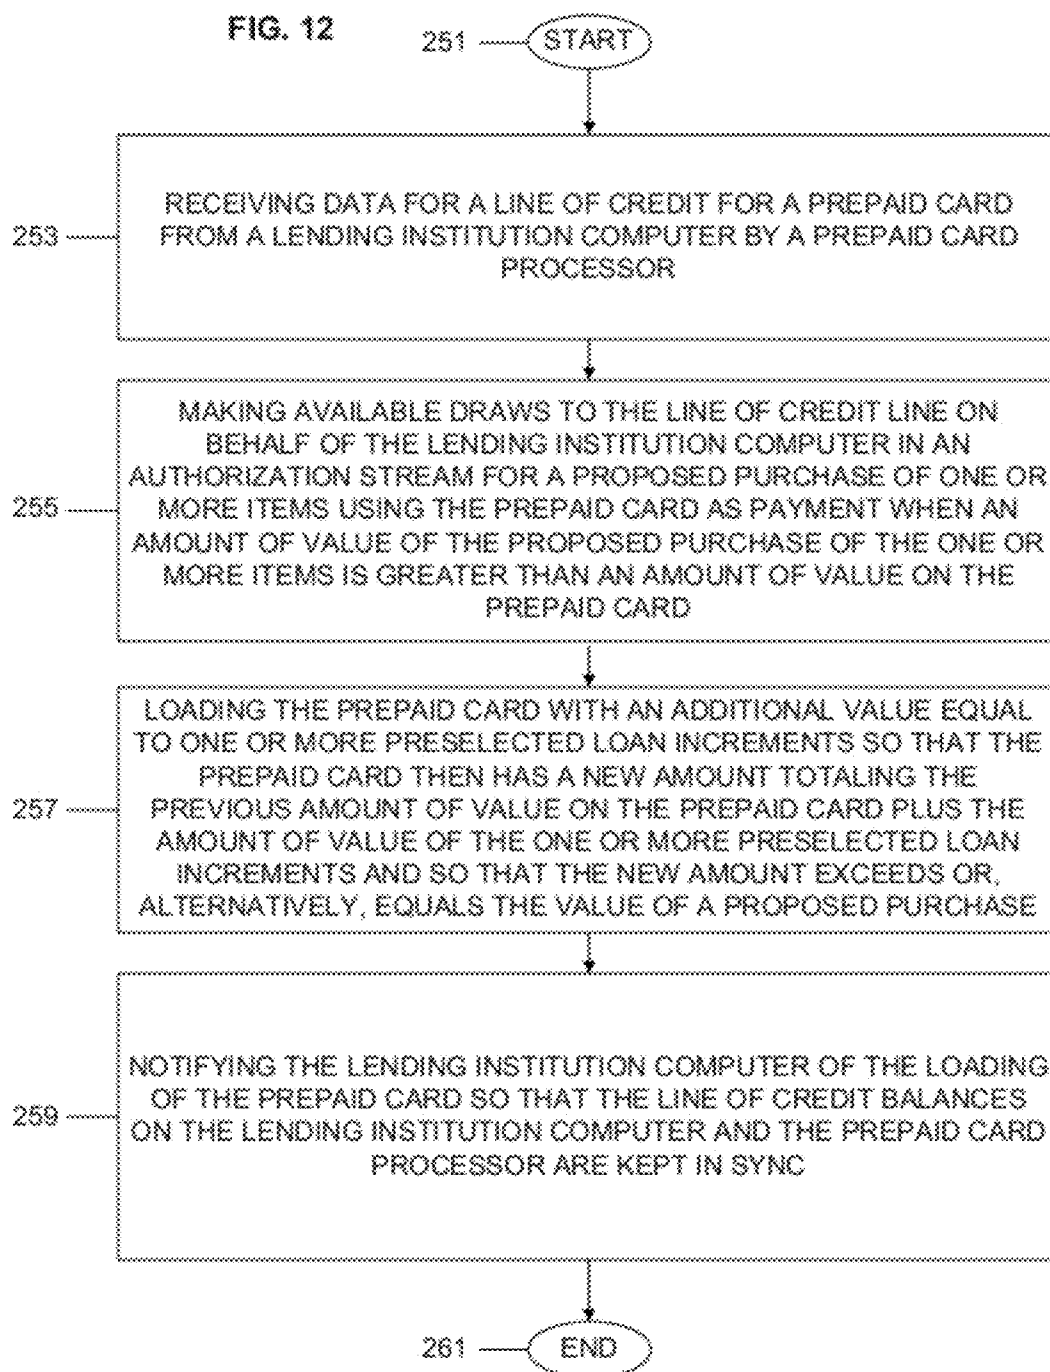 FIG. 12
251
START
253
RECEIVING DATA FOR A LINE OF CREDIT FOR A PREPAID CARD
FROM A LENDING INSTITUTION COMPUTER BY A PREPAID CARD
PROCESSOR
255
MAKING AVAILABLE DRAWS TO THE LINE OF CREDIT LINE ON
BEHALF OF THE LENDING INSTITUTION COMPUTER IN AN
AUTHORIZATION STREAM FOR A PROPOSED PURCHASE OF ONE OR
MORE ITEMS USING THE PREPAID CARD AS PAYMENT WHEN AN
AMOUNT OF VALUE OF THE PROPOSED PURCHASE OF THE ONE OR
MORE ITEMS IS GREATER THAN AN AMOUNT OF VALUE ON THE
PREPAID CARD
257
LOADING THE PREPAID CARD WITH AN ADDITIONAL VALUE EQUAL
TO ONE OR MORE PRESELECTED LOAN INCREMENTS SO THAT THE
PREPAID CARD THEN HAS A NEW AMOUNT TOTALING THE
PREVIOUS AMOUNT OF VALUE ON THE PREPAID CARD PLUS THE
AMOUNT OF VALUE OF THE ONE OR MORE PRESELECTED LOAN
INCREMENTS AND SO THAT THE NEW AMOUNT EXCEEDS OR,
ALTERNATIVELY, EQUALS THE VALUE OF A PROPOSED PURCHASE
259
NOTIFYING THE LENDING INSTITUTION COMPUTER OF THE LOADING
OF THE PREPAID CARD SO THAT THE LINE OF CREDIT BALANCES
ON THE LENDING INSTITUTION COMPUTER AND THE PREPAID CARD
PROCESSOR ARE KEPT IN SYNC
261
END